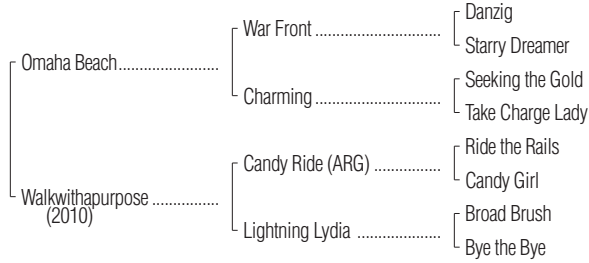 Danzig
War Front
Starry Dreamer
Omaha Beach
Seeking the Gold
Charming
Take Charge Lady
Ride the Rails
Candy Ride (ARG)
Candy Girl
Walkwithapurpose
(2010)
Broad Brush
Lightning Lydia
Bye the Bye